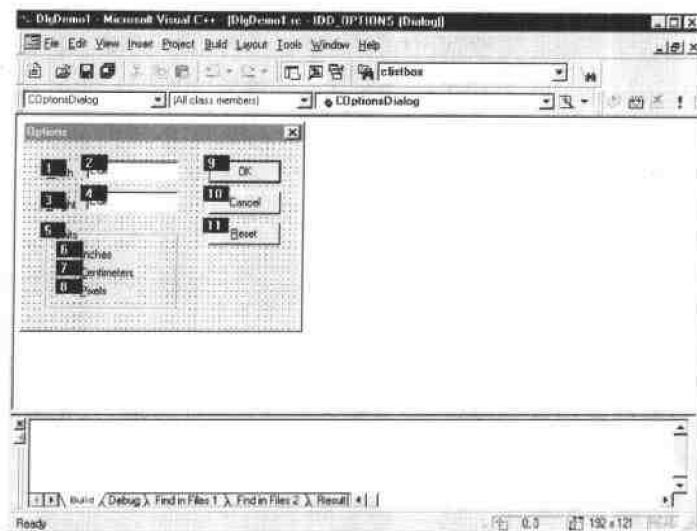 DlgDemo1 - Microsoft Visual C++ - [DlgDemo1.rc - IDD_OPTIONS (Dialog)]
File Edit View Insert Project Build Layout Tools Window Help
clistbox
COptionsDialog (All class members) COptionsDialog
Options
1 2 9 OK
3 4 10 Cancel
5 11 Reset
6 nches
7 Centimeters
8 Pixels
Build Debug Find in Files 1 Find in Files 2 Result
Ready 0, 0 192 x 121